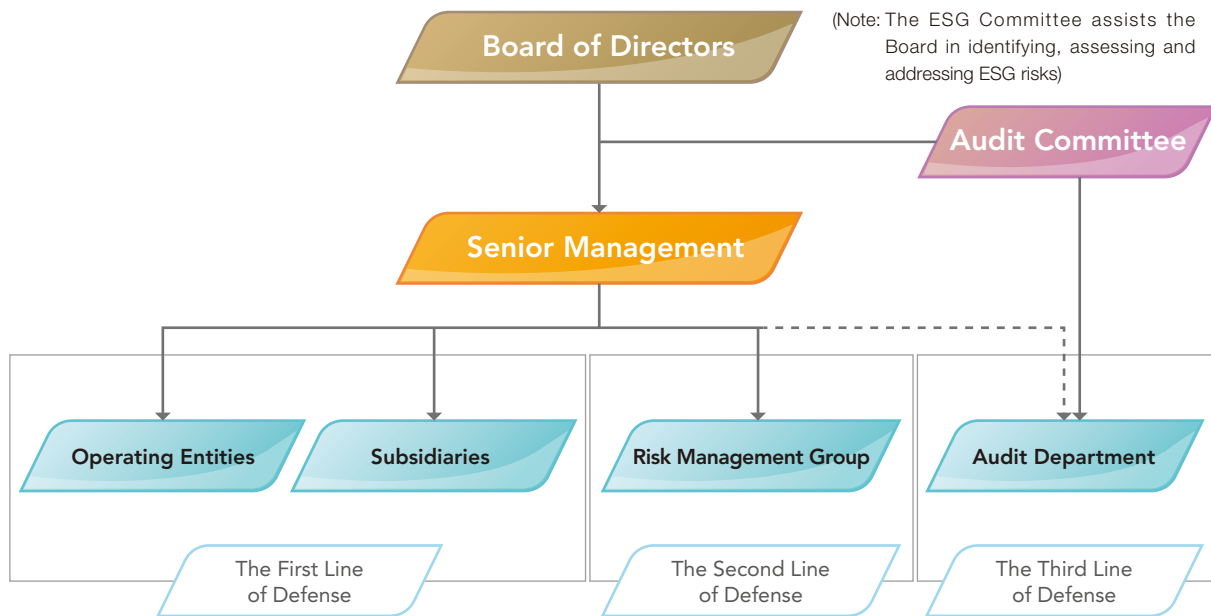 Board of Directors
(Note: The ESG Committee assists the
Board in identifying, assessing and
addressing ESG risks)
Audit Committee
Senior Management
Operating Entities
Subsidiaries
Risk Management Group
Audit Department
The First Line
of Defense
The Second Line
of Defense
The Third Line
of Defense